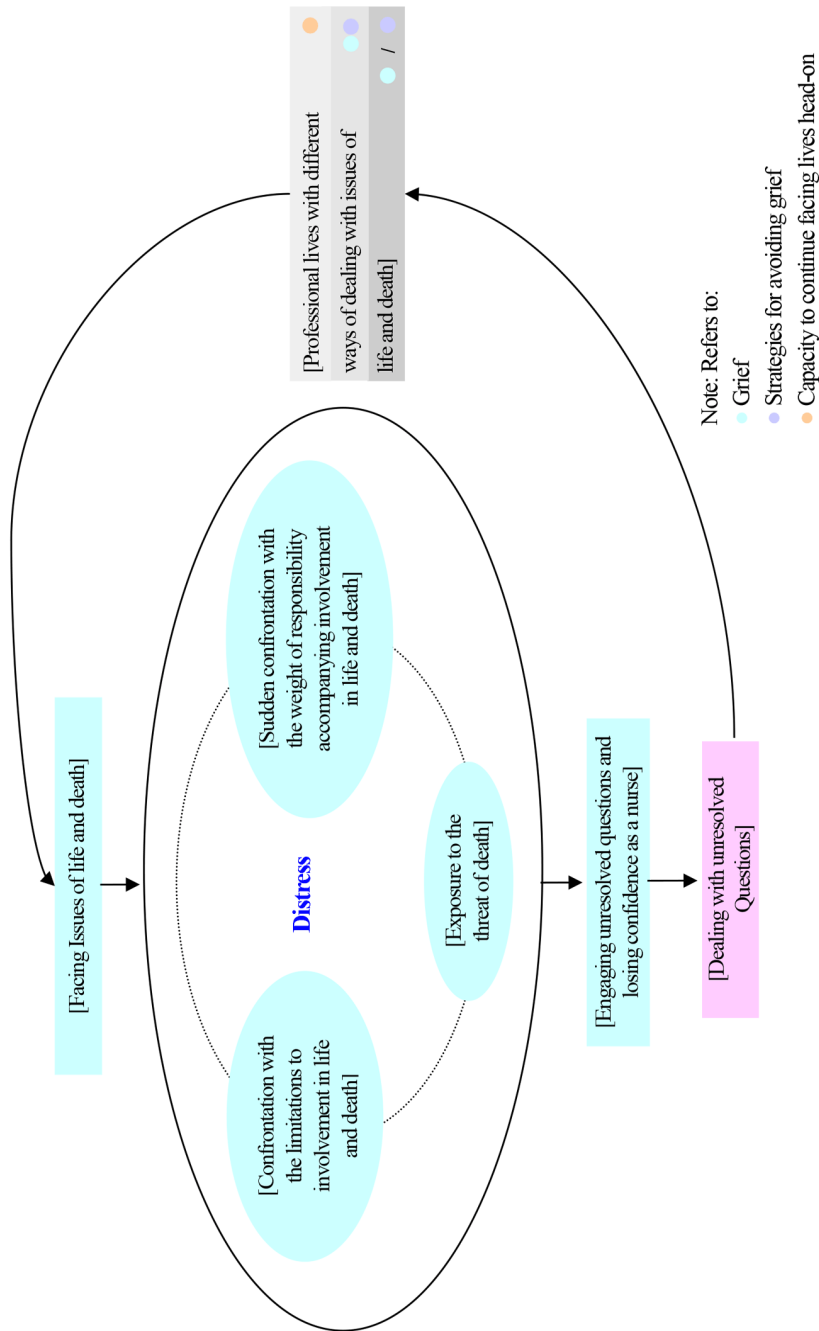 [Facing Issues of life and death]
[Confrontation with
the limitations to
involvement in life
and death]
Distress
[Sudden confrontation with
the weight of responsibility
accompanying involvement
in life and death]
[Exposure to the
threat of death]
[Engaging unresolved questions and
losing confidence as a nurse]
[Dealing with unresolved
Questions]
[Professional lives with different
ways of dealing with issues of
life and death]
/
Note: Refers to:
Grief
Strategies for avoiding grief
Capacity to continue facing lives head-on